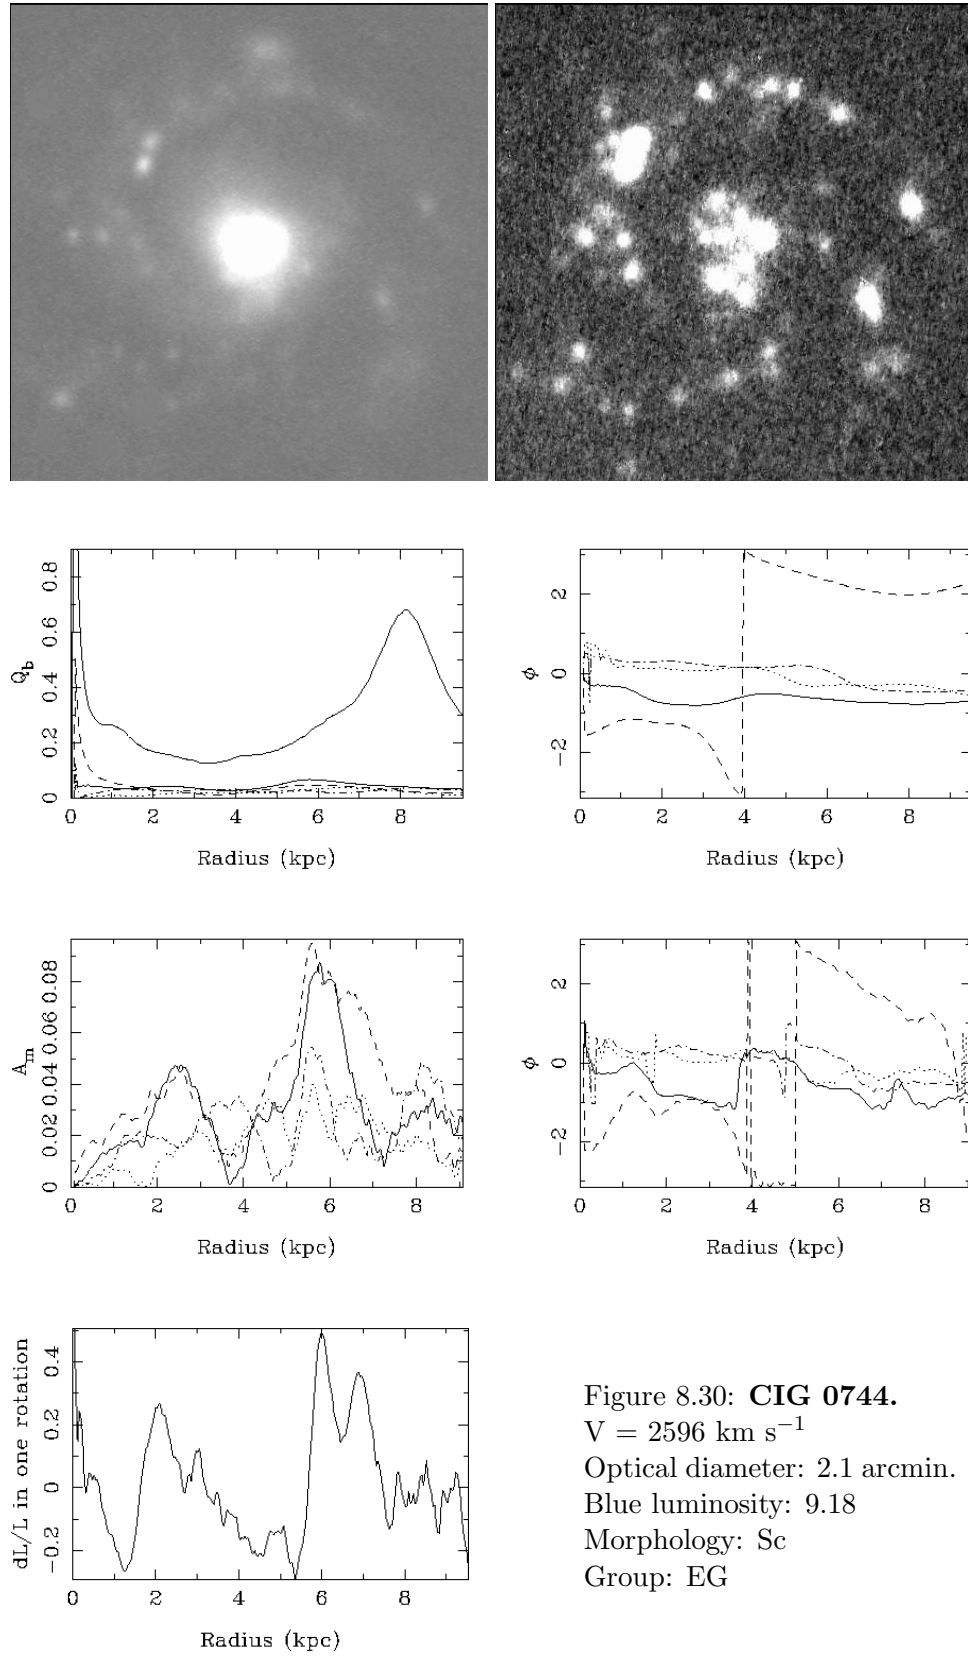 0 0.2 0.4 0.6 0.8
Q_b
0 2 4 6 8
Radius (kpc)
−2 0 2
ϕ
0 2 4 6 8
Radius (kpc)
0 0.02 0.04 0.06 0.08
A_m
0 2 4 6 8
Radius (kpc)
−2 0 2
ϕ
0 2 4 6 8
Radius (kpc)
−0.2 0 0.2 0.4
dL/L in one rotation
0 2 4 6 8
Radius (kpc)
Figure 8.30: CIG 0744.
V = 2596 km s⁻¹
Optical diameter: 2.1 arcmin.
Blue luminosity: 9.18
Morphology: Sc
Group: EG